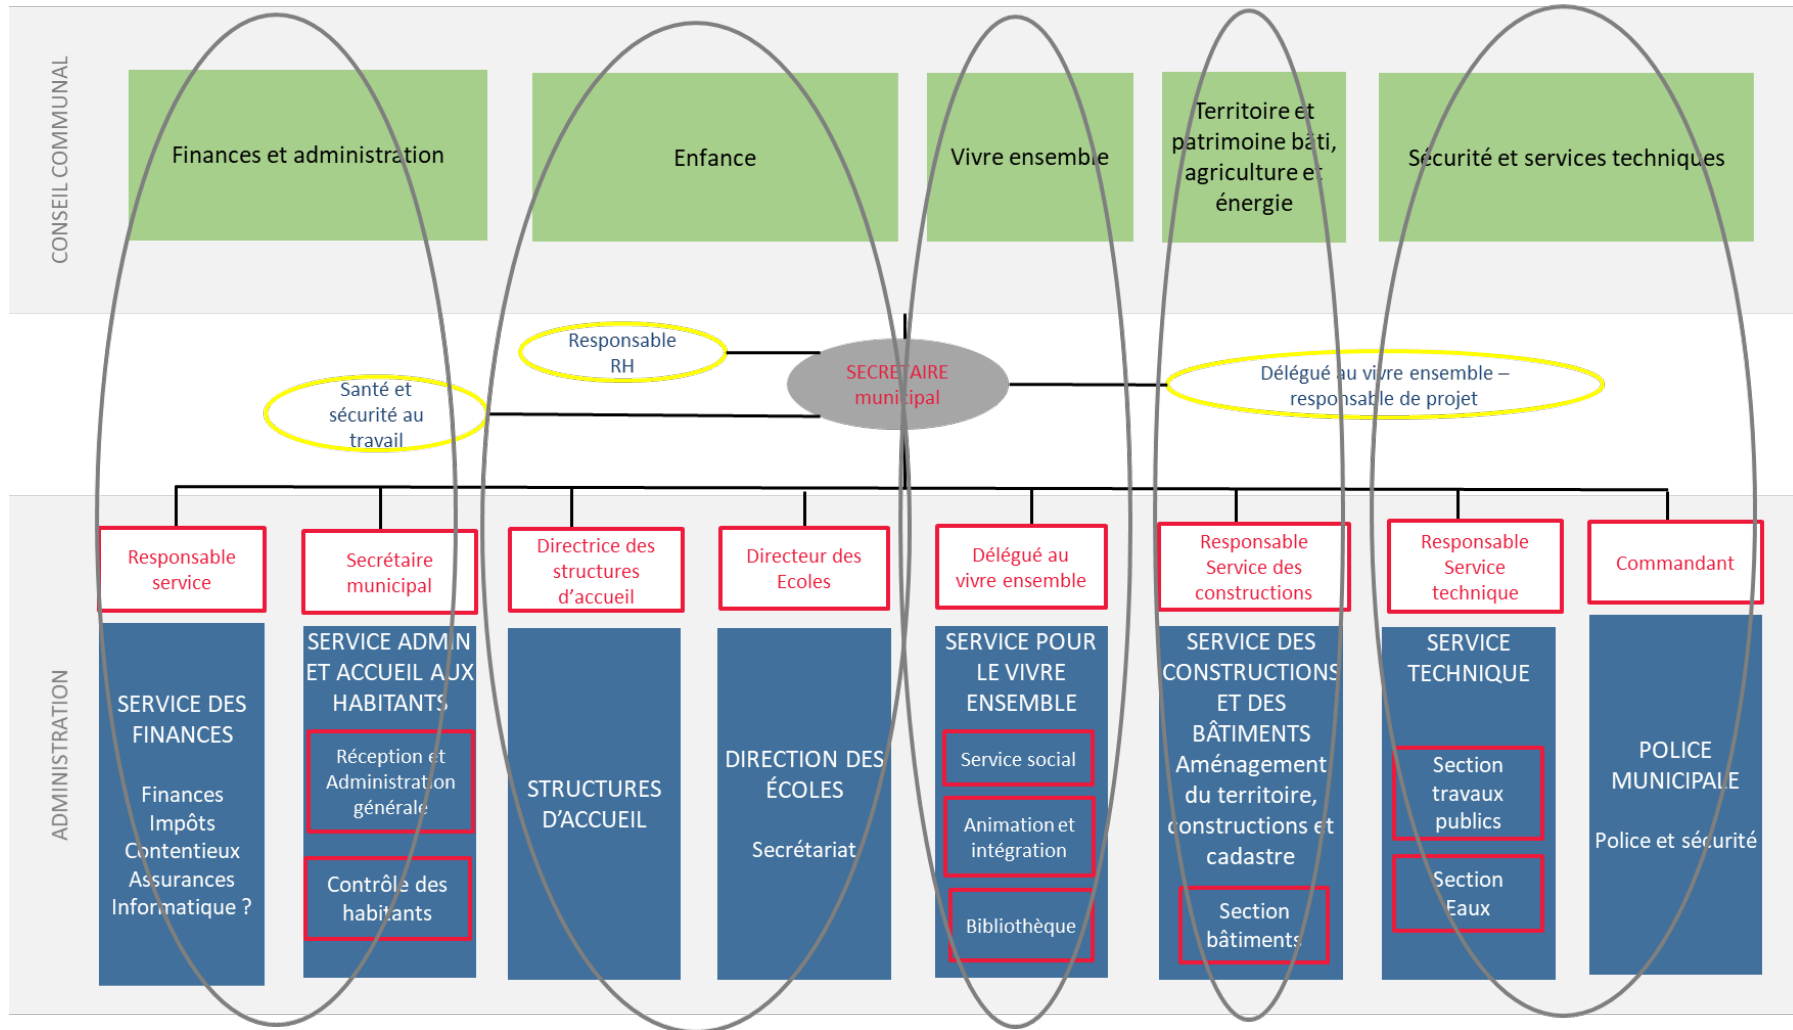 CONSEIL COMMUNAL
Finances et administration
Enfance
Vivre ensemble
Territoire et
patrimoine bâti,
agriculture et
énergie
Sécurité et services techniques
Responsable
RH
Santé et
sécurité au
travail
SECRETAIRE
municipal
Délégué au vivre ensemble –
responsable de projet
ADMINISTRATION
Responsable
service
Secrétaire
municipal
Directrice des
structures
d’accueil
Directeur des
Ecoles
Délégué au
vivre ensemble
Responsable
Service des
constructions
Responsable
Service
technique
Commandant
SERVICE DES
FINANCES
Finances
Impôts
Contentieux
Assurances
Informatique ?
SERVICE ADMIN
ET ACCUEIL AUX
HABITANTS
Réception et
Administration
générale
Contrôle des
habitants
STRUCTURES
D’ACCUEIL
DIRECTION DES
ÉCOLES
Secrétariat
SERVICE POUR
LE VIVRE
ENSEMBLE
Service social
Animation et
intégration
Bibliothèque
SERVICE DES
CONSTRUCTIONS
ET DES
BÂTIMENTS
Aménagement
du territoire,
constructions et
cadastre
Section
bâtiments
SERVICE
TECHNIQUE
Section
travaux
publics
Section
Eaux
POLICE
MUNICIPALE
Police et sécurité